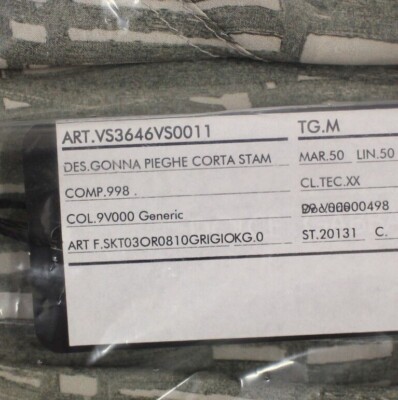 ART.VS3646VS0011 TG.M
DES.GONNA PIEGHE CORTA STAM MAR.50 LIN.50
COMP.998 . CL.TEC.XX
COL.9V000 Generic
ART F.SKT03OR0810GRIGIOKG.0 ST.20131 C.